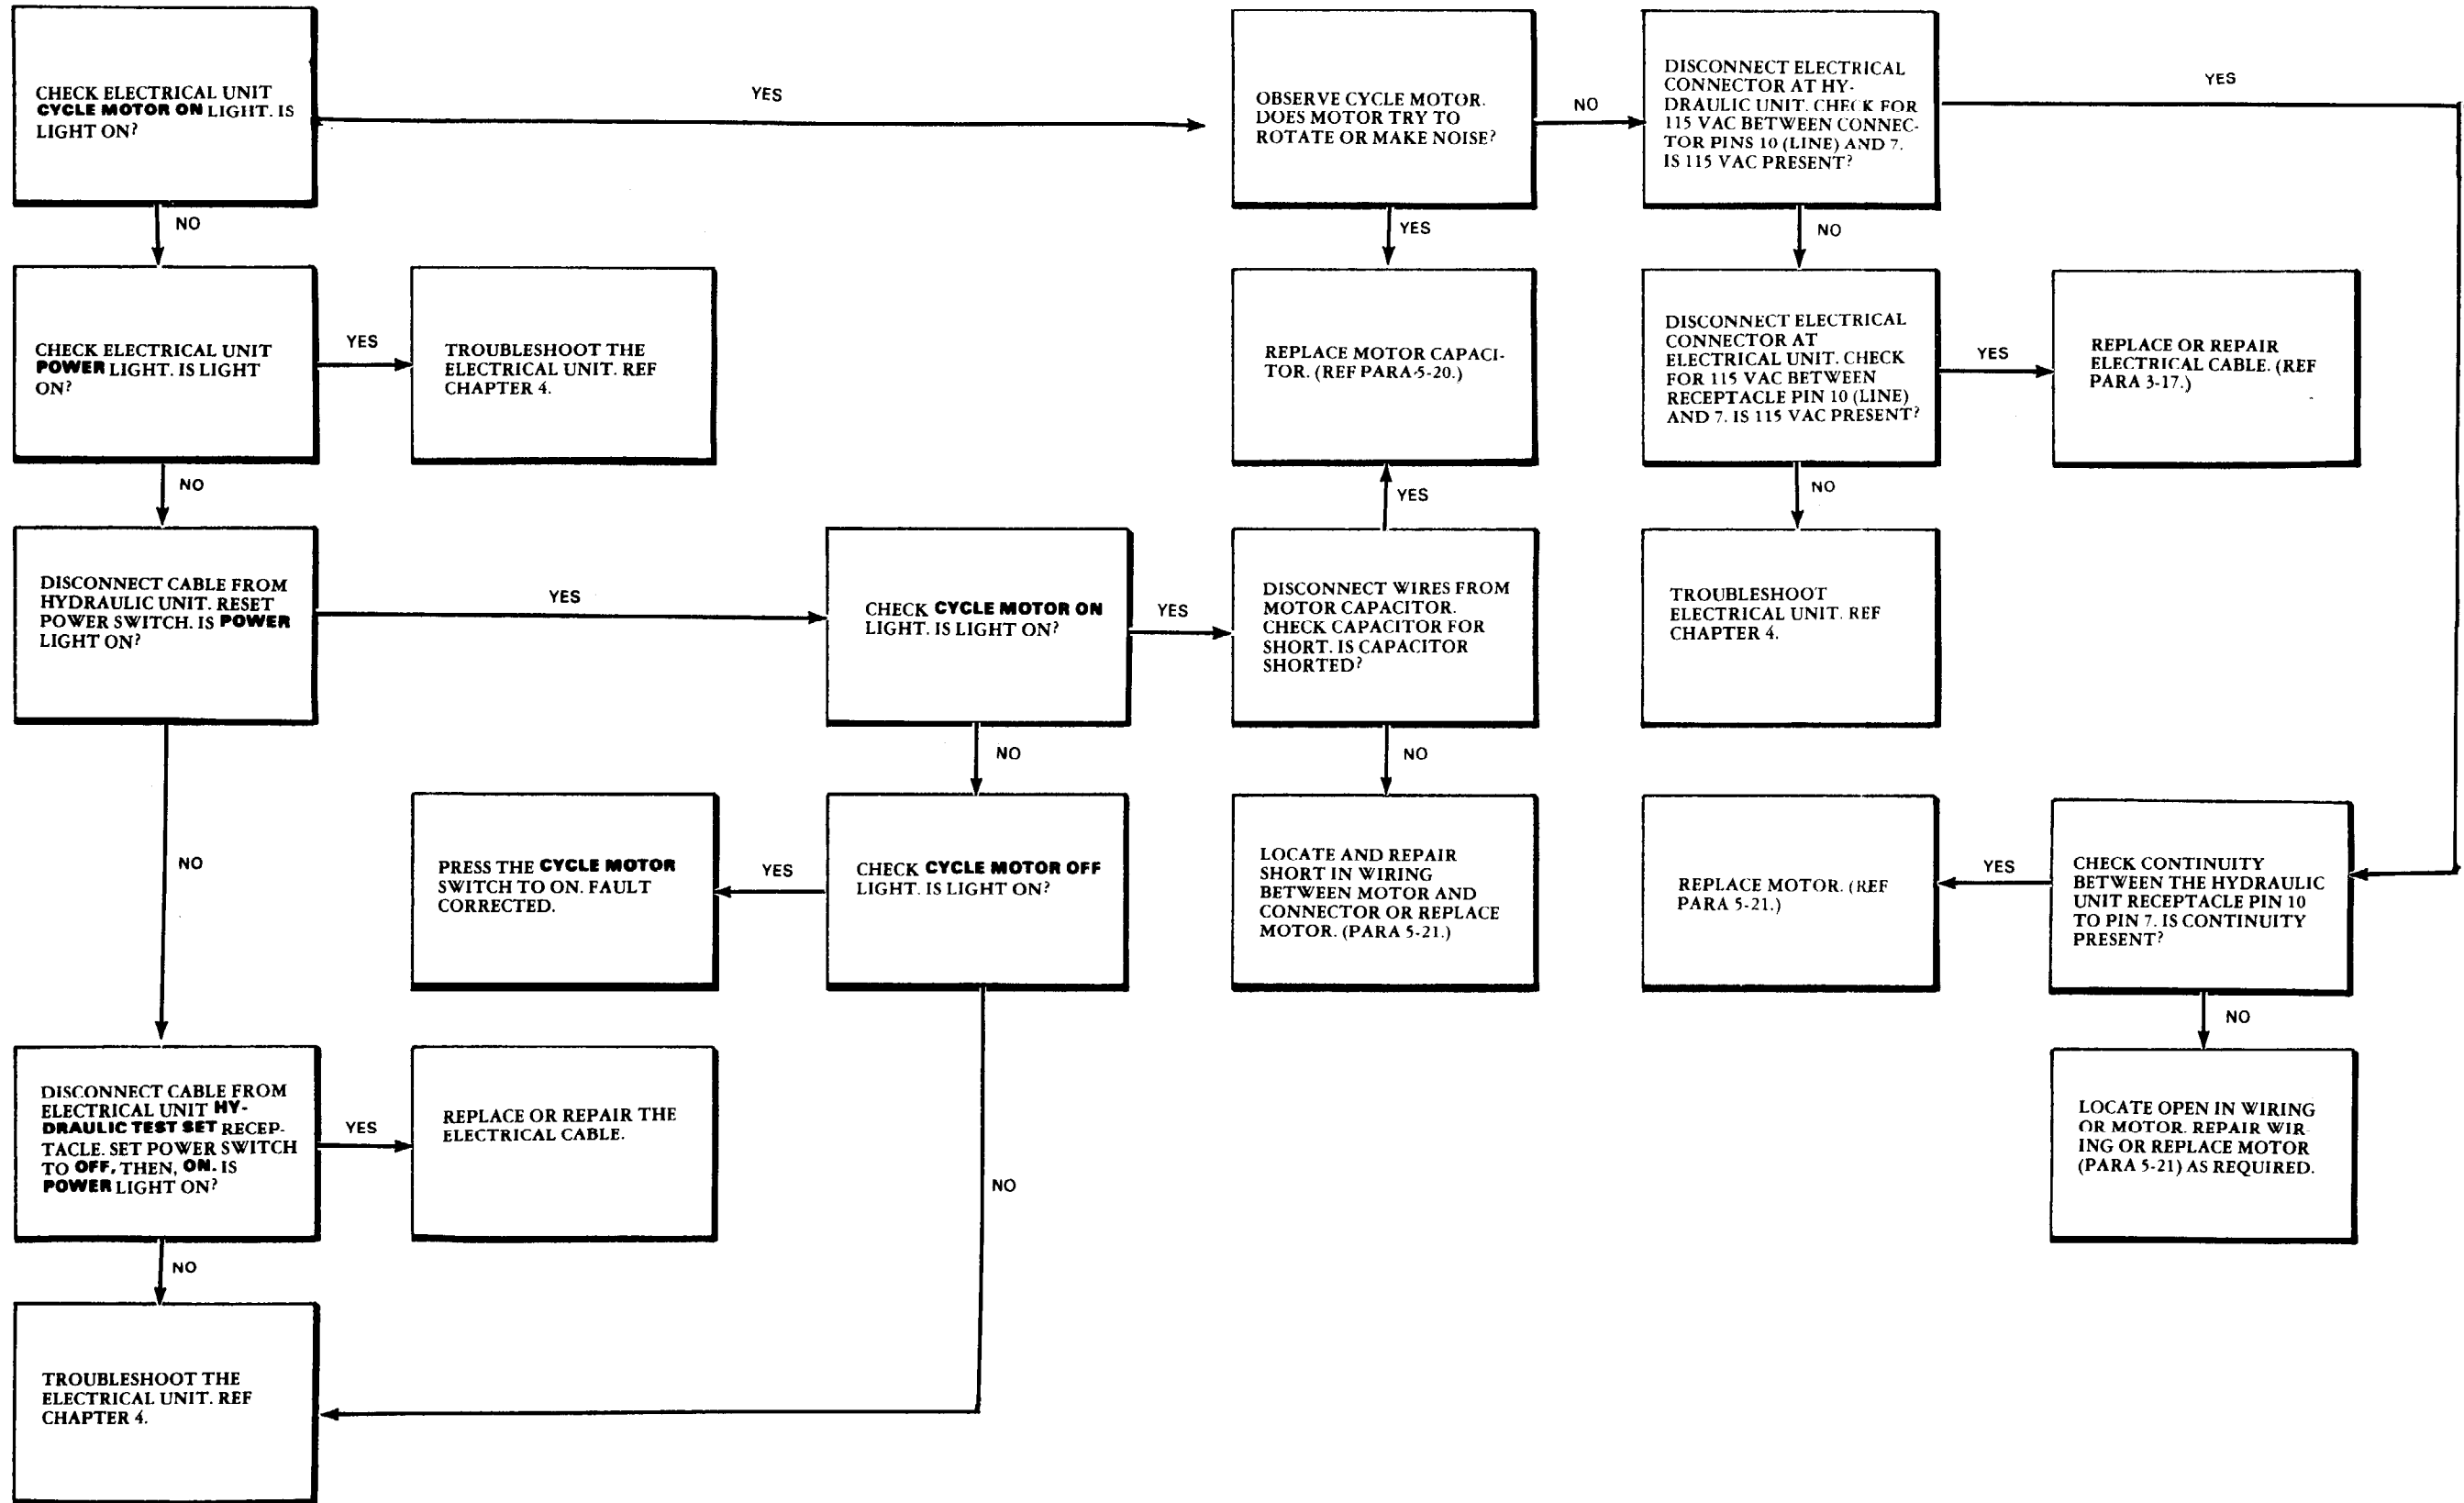 CHECK ELECTRICAL UNIT
CYCLE MOTOR ON LIGHT. IS
LIGHT ON?
YES
OBSERVE CYCLE MOTOR.
DOES MOTOR TRY TO
ROTATE OR MAKE NOISE?
NO
DISCONNECT ELECTRICAL
CONNECTOR AT HY-
DRAULIC UNIT. CHECK FOR
115 VAC BETWEEN CONNEC-
TOR PINS 10 (LINE) AND 7.
IS 115 VAC PRESENT?
YES
NO
YES
NO
CHECK ELECTRICAL UNIT
POWER LIGHT. IS LIGHT
ON?
YES
TROUBLESHOOT THE
ELECTRICAL UNIT. REF
CHAPTER 4.
REPLACE MOTOR CAPACI-
TOR. (REF PARA 5-20.)
DISCONNECT ELECTRICAL
CONNECTOR AT
ELECTRICAL UNIT. CHECK
FOR 115 VAC BETWEEN
RECEPTACLE PIN 10 (LINE)
AND 7. IS 115 VAC PRESENT?
YES
REPLACE OR REPAIR
ELECTRICAL CABLE. (REF
PARA 3-17.)
NO
YES
NO
DISCONNECT CABLE FROM
HYDRAULIC UNIT. RESET
POWER SWITCH. IS POWER
LIGHT ON?
YES
CHECK CYCLE MOTOR ON
LIGHT. IS LIGHT ON?
YES
DISCONNECT WIRES FROM
MOTOR CAPACITOR.
CHECK CAPACITOR FOR
SHORT. IS CAPACITOR
SHORTED?
TROUBLESHOOT
ELECTRICAL UNIT. REF
CHAPTER 4.
NO
NO
NO
PRESS THE CYCLE MOTOR
SWITCH TO ON. FAULT
CORRECTED.
YES
CHECK CYCLE MOTOR OFF
LIGHT. IS LIGHT ON?
LOCATE AND REPAIR
SHORT IN WIRING
BETWEEN MOTOR AND
CONNECTOR OR REPLACE
MOTOR. (PARA 5-21.)
REPLACE MOTOR. (REF
PARA 5-21.)
YES
CHECK CONTINUITY
BETWEEN THE HYDRAULIC
UNIT RECEPTACLE PIN 10
TO PIN 7. IS CONTINUITY
PRESENT?
NO
DISCONNECT CABLE FROM
ELECTRICAL UNIT HY-
DRAULIC TEST SET RECEP-
TACLE. SET POWER SWITCH
TO OFF, THEN, ON. IS
POWER LIGHT ON?
YES
REPLACE OR REPAIR THE
ELECTRICAL CABLE.
NO
LOCATE OPEN IN WIRING
OR MOTOR. REPAIR WIR-
ING OR REPLACE MOTOR
(PARA 5-21) AS REQUIRED.
NO
TROUBLESHOOT THE
ELECTRICAL UNIT. REF
CHAPTER 4.